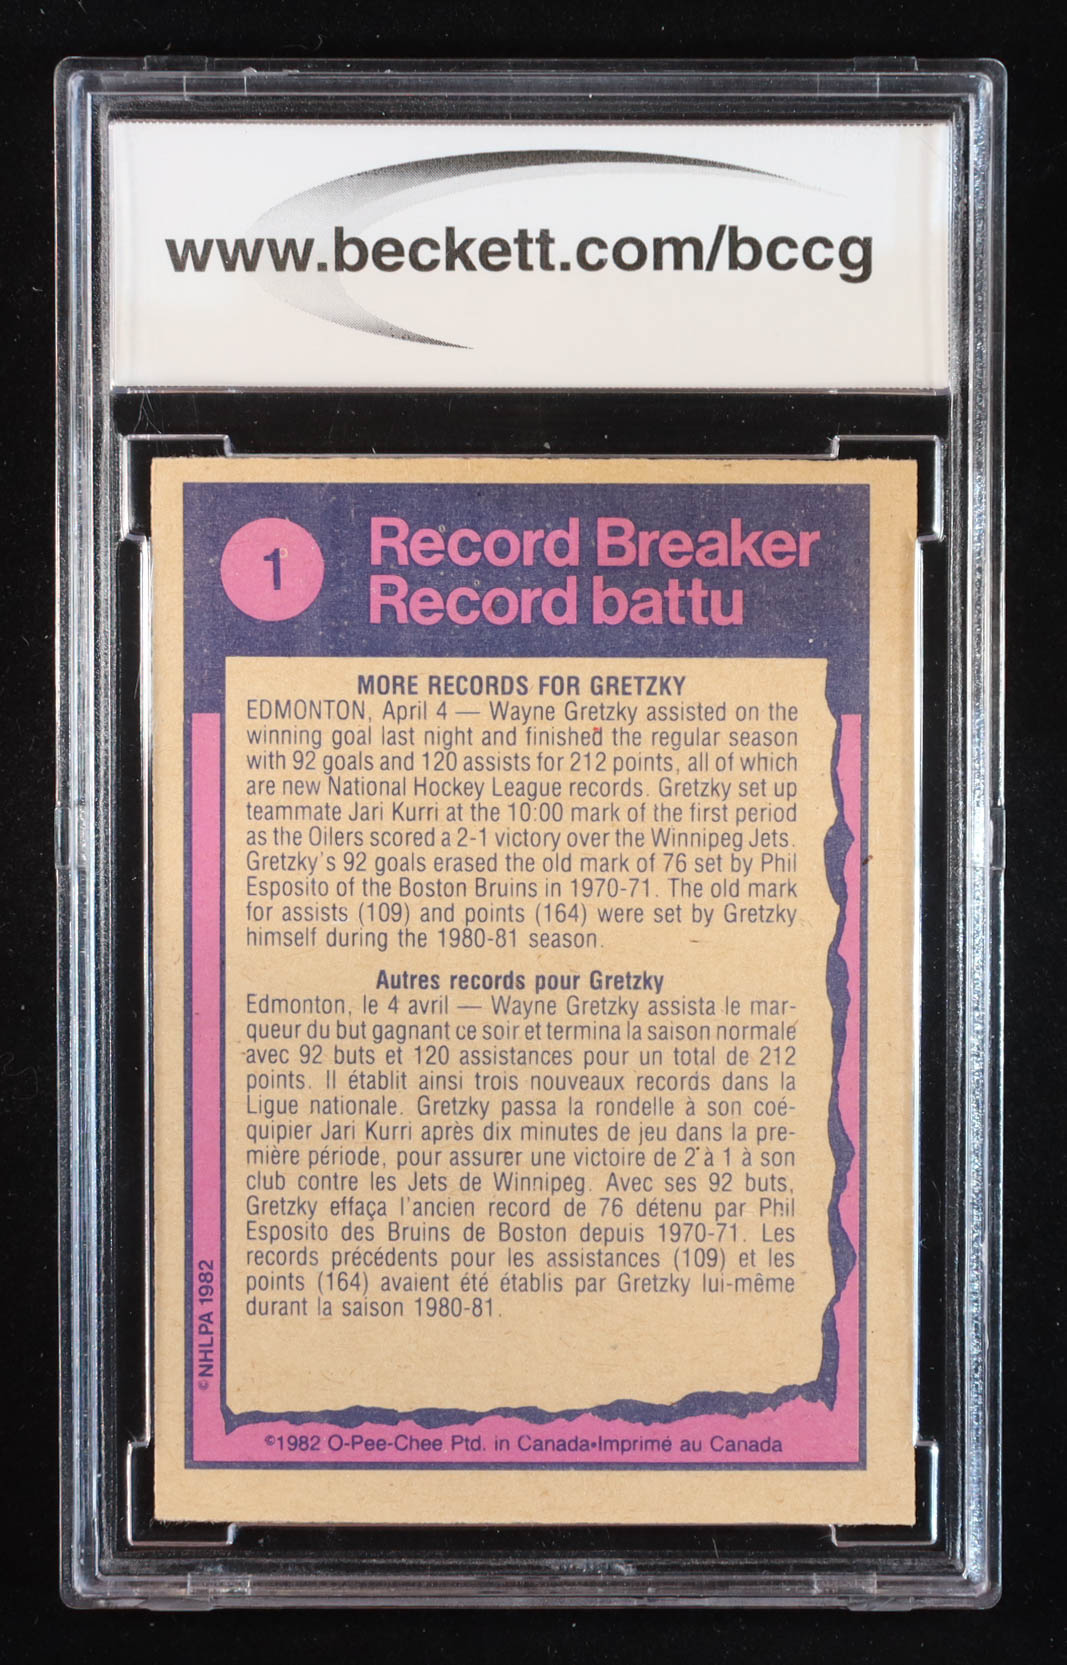 www.beckett.com/bccg
1
Record Breaker
Record battu
MORE RECORDS FOR GRETZKY
EDMONTON, April 4 — Wayne Gretzky assisted on the
winning goal last night and finished the regular season
with 92 goals and 120 assists for 212 points, all of which
are new National Hockey League records. Gretzky set up
teammate Jari Kurri at the 10:00 mark of the first period
as the Oilers scored a 2-1 victory over the Winnipeg Jets.
Gretzky's 92 goals erased the old mark of 76 set by Phil
Esposito of the Boston Bruins in 1970-71. The old mark
for assists (109) and points (164) were set by Gretzky
himself during the 1980-81 season.
Autres records pour Gretzky
Edmonton, le 4 avril — Wayne Gretzky assista le mar-
queur du but gagnant ce soir et termina la saison normale
avec 92 buts et 120 assistances pour un total de 212
points. Il établit ainsi trois nouveaux records dans la
Ligue nationale. Gretzky passa la rondelle à son coé-
quipier Jari Kurri après dix minutes de jeu dans la pre-
mière période, pour assurer une victoire de 2 à 1 à son
club contre les Jets de Winnipeg. Avec ses 92 buts,
Gretzky effaça l'ancien record de 76 détenu par Phil
Esposito des Bruins de Boston depuis 1970-71. Les
records précédents pour les assistances (109) et les
points (164) avaient été établis par Gretzky lui-même
durant la saison 1980-81.
©NHLPA 1982
©1982 O-Pee-Chee Ptd. in Canada•Imprimé au Canada